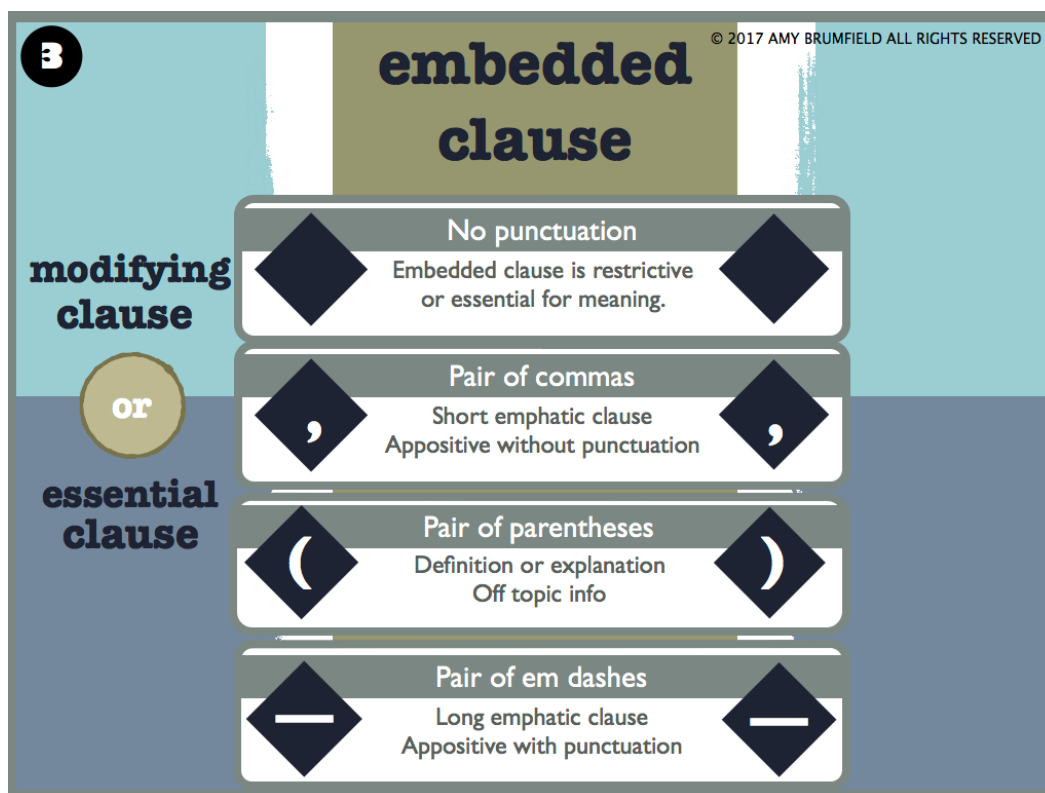 3
© 2017 AMY BRUMFIELD ALL RIGHTS RESERVED
embedded
clause
modifying
clause
or
essential
clause
No punctuation
Embedded clause is restrictive
or essential for meaning.
Pair of commas
, Short emphatic clause ,
Appositive without punctuation
Pair of parentheses
( Definition or explanation )
Off topic info
Pair of em dashes
— Long emphatic clause —
Appositive with punctuation